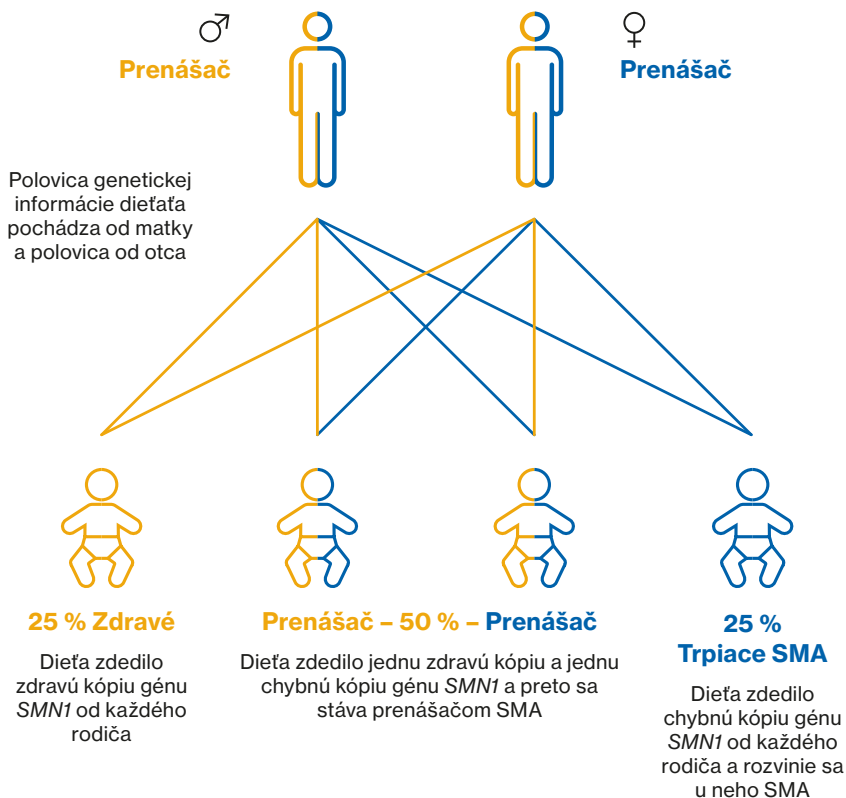 ♂
Prenášač
♀
Prenášač
Polovica genetickej
informácie dieťaťa
pochádza od matky
a polovica od otca
25 % Zdravé
Dieťa zdedilo
zdravú kópiu génu
SMN1 od každého
rodiča
Prenášač – 50 % – Prenášač
Dieťa zdedilo jednu zdravú kópiu a jednu
chybnú kópiu génu SMN1 a preto sa
stáva prenášačom SMA
25 %
Trpiace SMA
Dieťa zdedilo
chybnú kópiu génu
SMN1 od každého
rodiča a rozvinie sa
u neho SMA